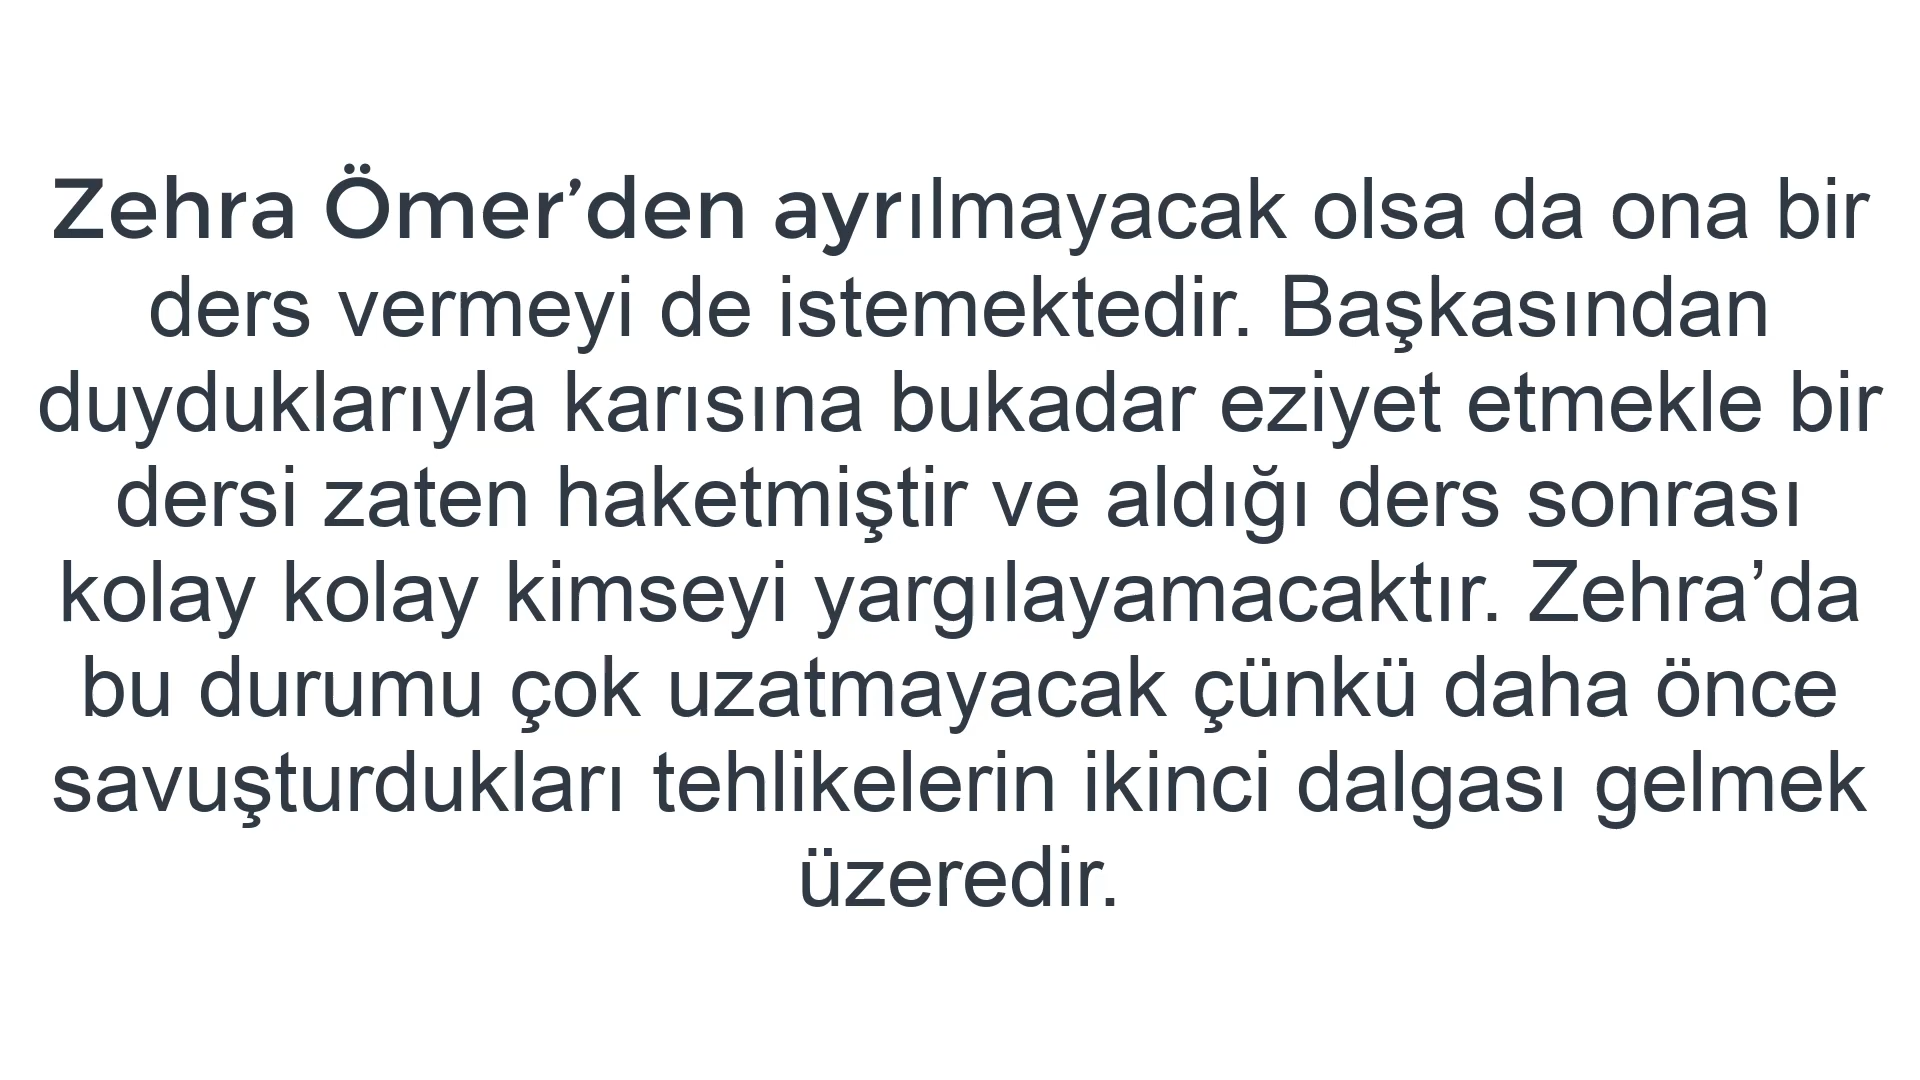 Zehra Ömer’den ayrılmayacak olsa da ona bir
ders vermeyi de istemektedir. Başkasından
duyduklarıyla karısına bukadar eziyet etmekle bir
dersi zaten haketmiştir ve aldığı ders sonrası
kolay kolay kimseyi yargılayamacaktır. Zehra’da
bu durumu çok uzatmayacak çünkü daha önce
savuşturdukları tehlikelerin ikinci dalgası gelmek
üzeredir.